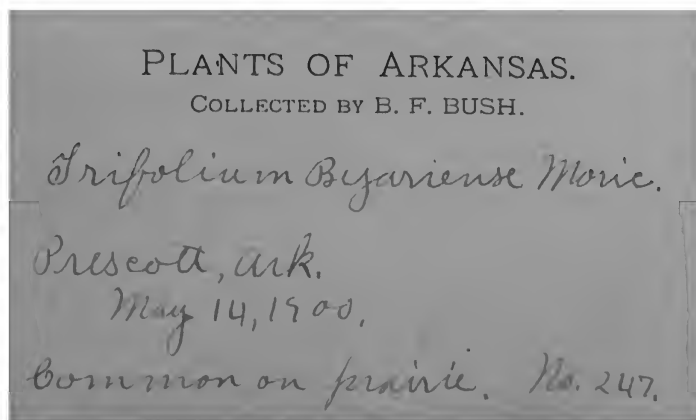 PLANTS OF ARKANSAS.
COLLECTED BY B. F. BUSH.
Trifolium Bejariense Moric.
Prescott, Ark.
May 14, 1900.
Common on prairie. No. 247.